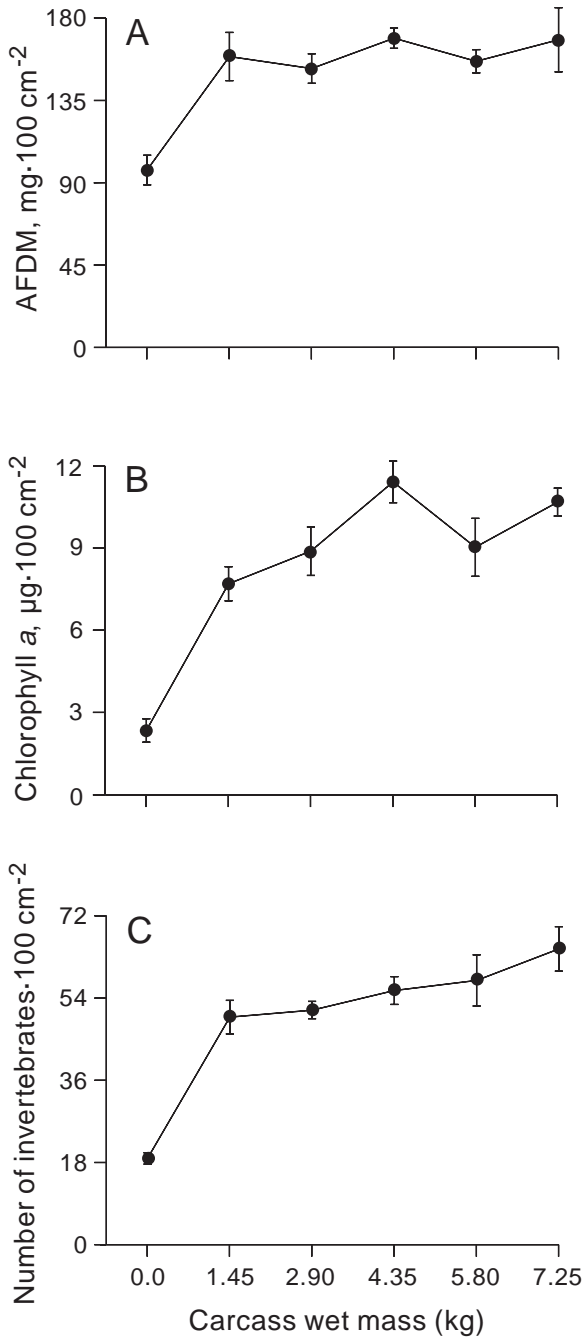 A
AFDM, mg·100 cm-2
180
135
90
45
0
B
Chlorophyll a, µg·100 cm-2
12
9
6
3
0
C
Number of invertebrates·100 cm-2
72
54
36
18
0
0.0 1.45 2.90 4.35 5.80 7.25
Carcass wet mass (kg)